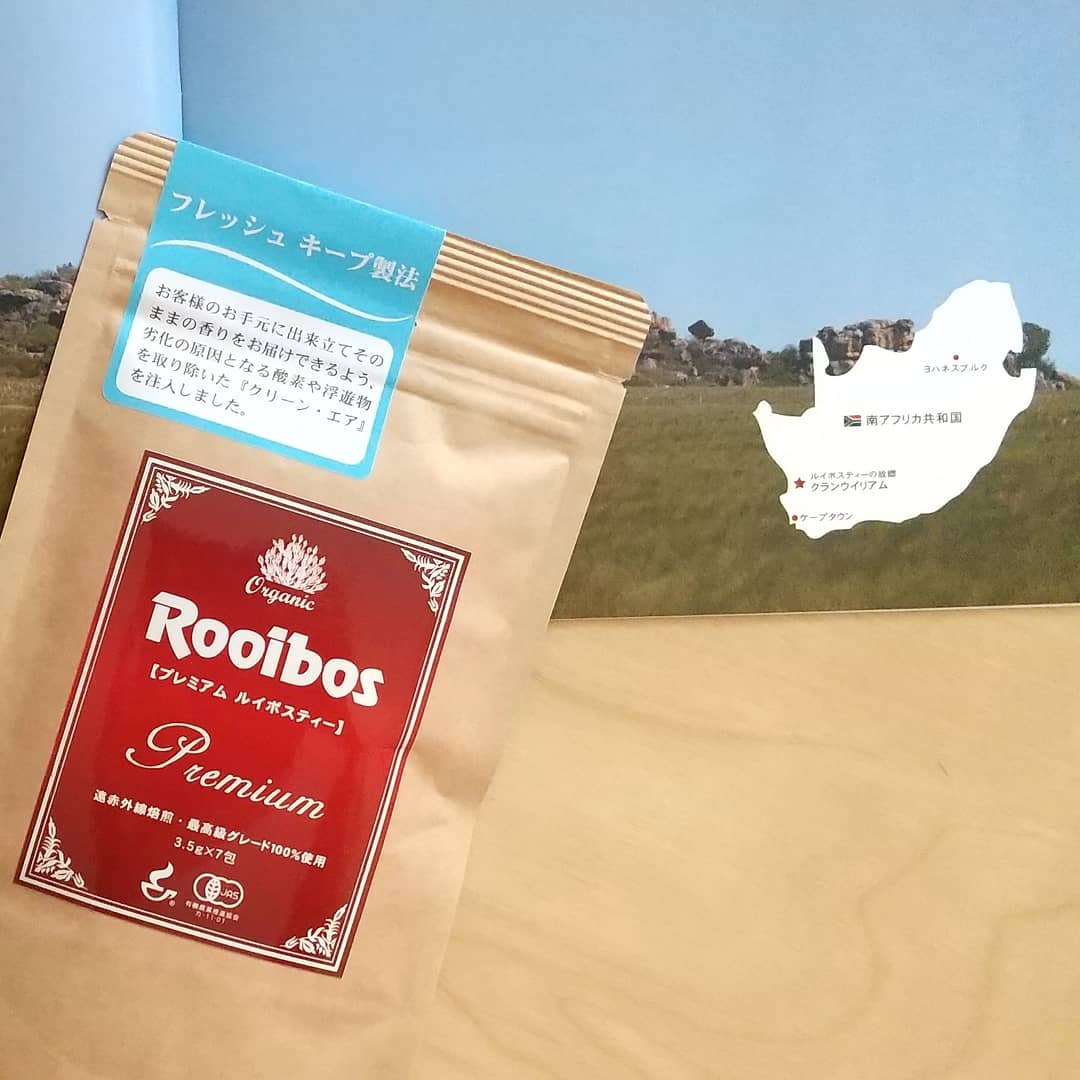 フレッシュ キープ製法
お客様のお手元に出来立てその
ままの香りをお届けできるよう、
劣化の原因となる酸素や浮遊物
を取り除いた『クリーン・エア』
を注入しました。
Organic
Rooibos
【プレミアム ルイボスティー】
Premium
遠赤外線焙煎・最高級グレード100%使用
3.5g×7包
®
JAS
ヨハネスブルク
南アフリカ共和国
ルイボスティーの故郷
クランウイリアム
ケープタウン